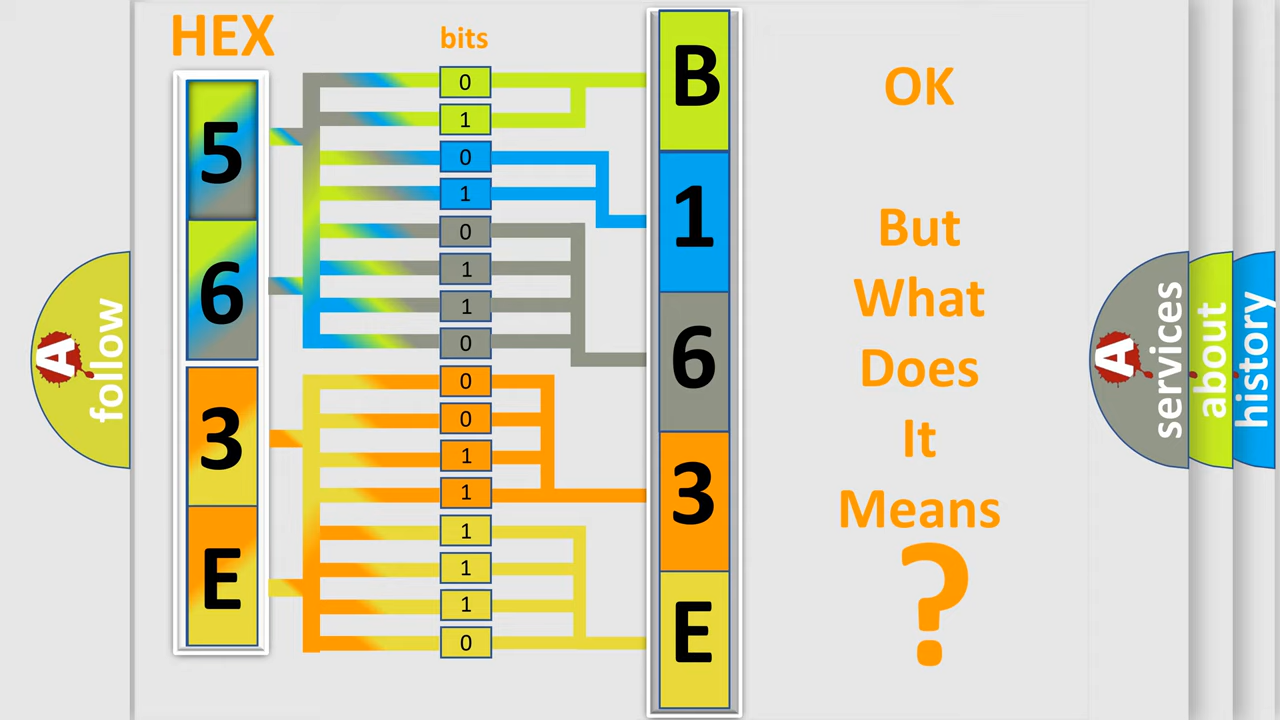 HEX
bits
5
6
3
E
0
1
0
1
0
1
1
0
0
0
1
1
1
1
1
0
B
1
6
3
E
OK
But
What
Does
It
Means
?
A
follow
A
services
about
history